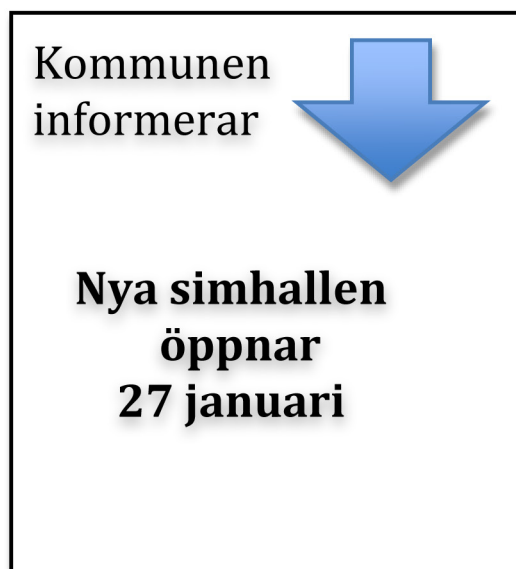 Kommunen
informerar
Nya simhallen
öppnar
27 januari